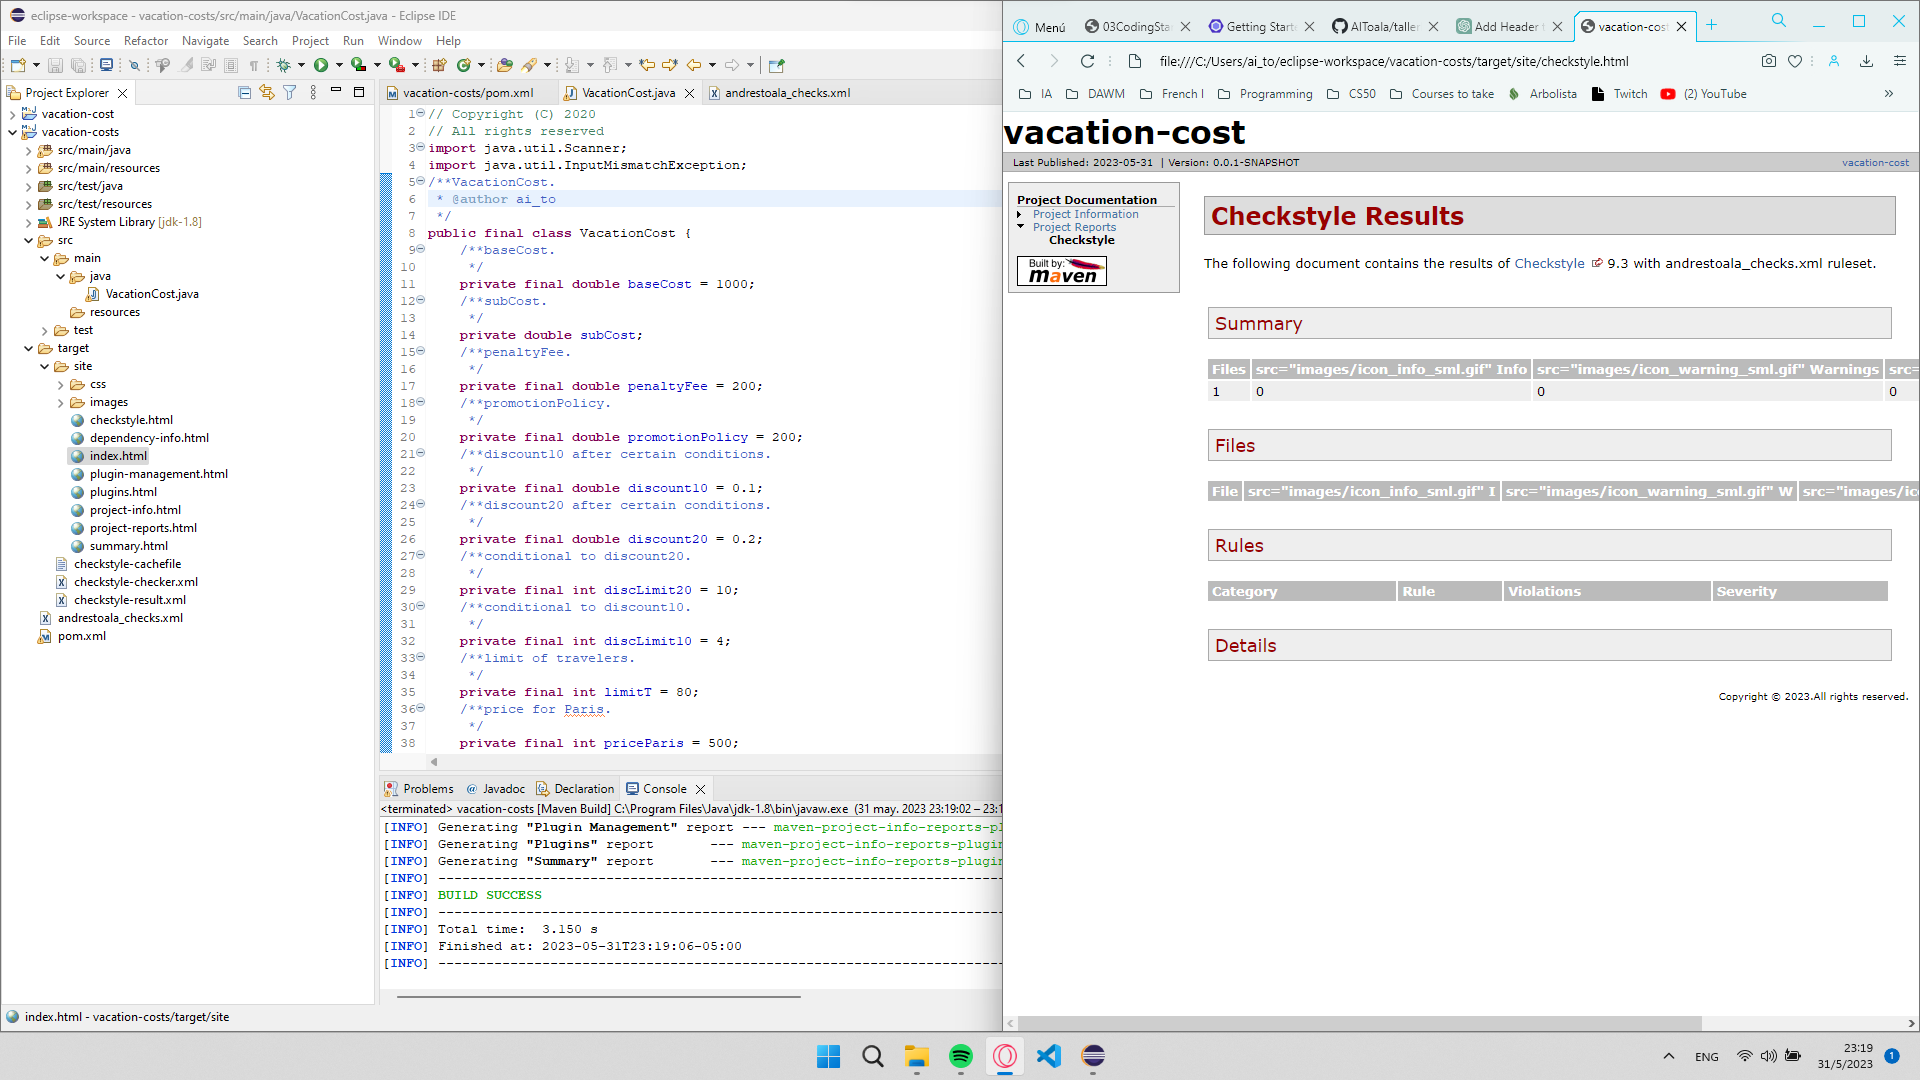 eclipse-workspace - vacation-costs/src/main/java/VacationCost.java - Eclipse IDE
File Edit Source Refactor Navigate Search Project Run Window Help
Project Explorer
vacation-cost
vacation-costs
src/main/java
src/main/resources
src/test/java
src/test/resources
JRE System Library [jdk-1.8]
src
main
java
VacationCost.java
resources
test
target
site
css
images
checkstyle.html
dependency-info.html
index.html
plugin-management.html
plugins.html
project-info.html
project-reports.html
summary.html
checkstyle-cachefile
checkstyle-checker.xml
checkstyle-result.xml
andrestoala_checks.xml
pom.xml
index.html - vacation-costs/target/site
vacation-costs/pom.xml VacationCost.java andrestoala_checks.xml
1 // Copyright (C) 2020
2 // All rights reserved
3 import java.util.Scanner;
4 import java.util.InputMismatchException;
5 /**VacationCost.
6 * @author ai_to
7 */
8 public final class VacationCost {
9 /**baseCost.
10 */
11 private final double baseCost = 1000;
12 /**subCost.
13 */
14 private double subCost;
15 /**penaltyFee.
16 */
17 private final double penaltyFee = 200;
18 /**promotionPolicy.
19 */
20 private final double promotionPolicy = 200;
21 /**discount10 after certain conditions.
22 */
23 private final double discount10 = 0.1;
24 /**discount20 after certain conditions.
25 */
26 private final double discount20 = 0.2;
27 /**conditional to discount20.
28 */
29 private final int discLimit20 = 10;
30 /**conditional to discount10.
31 */
32 private final int discLimit10 = 4;
33 /**limit of travelers.
34 */
35 private final int limitT = 80;
36 /**price for Paris.
37 */
38 private final int priceParis = 500;
Problems Javadoc Declaration Console
<terminated> vacation-costs [Maven Build] C:\Program Files\Java\jdk-1.8\bin\javaw.exe (31 may. 2023 23:19:02 – 23:1
[INFO] Generating "Plugin Management" report --- maven-project-info-reports-pl
[INFO] Generating "Plugins" report --- maven-project-info-reports-plugin
[INFO] Generating "Summary" report --- maven-project-info-reports-plugin
[INFO] ------------------------------------------------------------------------
[INFO] BUILD SUCCESS
[INFO] ------------------------------------------------------------------------
[INFO] Total time: 3.150 s
[INFO] Finished at: 2023-05-31T23:19:06-05:00
[INFO] ------------------------------------------------------------------------
Menú 03CodingSta Getting Starte AIToala/taller Add Header t vacation-cost
file:///C:/Users/ai_to/eclipse-workspace/vacation-costs/target/site/checkstyle.html
IA DAWM French I Programming CS50 Courses to take Arbolista Twitch (2) YouTube »
vacation-cost
Last Published: 2023-05-31 | Version: 0.0.1-SNAPSHOT vacation-cost
Project Documentation
Project Information
Project Reports
Checkstyle
Built by:
maven
Checkstyle Results
The following document contains the results of Checkstyle 9.3 with andrestoala_checks.xml ruleset.
Summary
Files src="images/icon_info_sml.gif" Info src="images/icon_warning_sml.gif" Warnings src=
1 0 0 0
Files
File src="images/icon_info_sml.gif" I src="images/icon_warning_sml.gif" W src="images/ic
Rules
Category Rule Violations Severity
Details
Copyright © 2023.All rights reserved.
ENG 23:19
31/5/2023 1